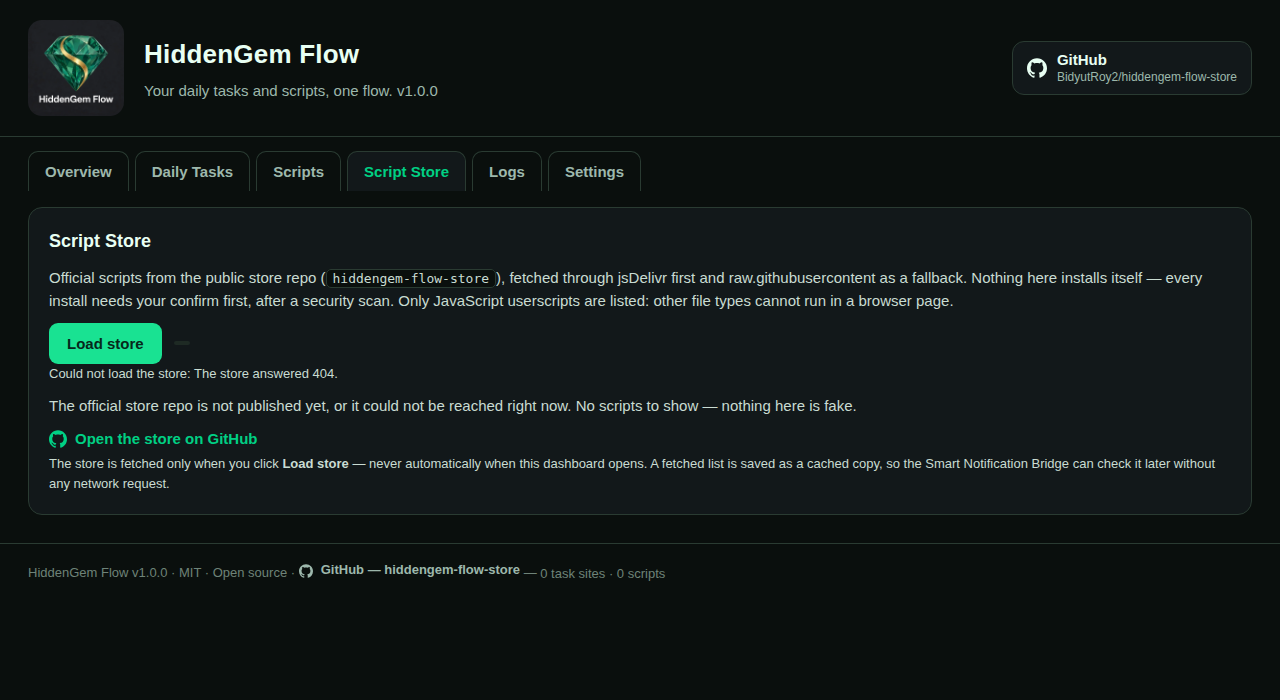 HiddenGem Flow
HiddenGem Flow
Your daily tasks and scripts, one flow. v1.0.0
GitHub
BidyutRoy2/hiddengem-flow-store
Overview
Daily Tasks
Scripts
Script Store
Logs
Settings
Script Store
Official scripts from the public store repo (hiddengem-flow-store), fetched through jsDelivr first and raw.githubusercontent as a fallback. Nothing here installs itself — every
install needs your confirm first, after a security scan. Only JavaScript userscripts are listed: other file types cannot run in a browser page.
Load store
Could not load the store: The store answered 404.
The official store repo is not published yet, or it could not be reached right now. No scripts to show — nothing here is fake.
Open the store on GitHub
The store is fetched only when you click Load store — never automatically when this dashboard opens. A fetched list is saved as a cached copy, so the Smart Notification Bridge can check it later without
any network request.
HiddenGem Flow v1.0.0 · MIT · Open source · GitHub — hiddengem-flow-store — 0 task sites · 0 scripts